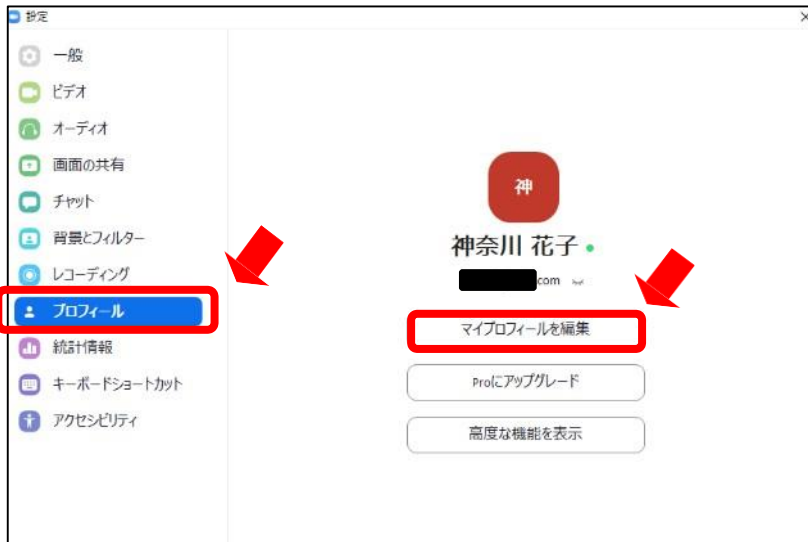 設定
一般
ビデオ
オーディオ
画面の共有
チャット
背景とフィルター
レコーディング
プロフィール
統計情報
キーボードショートカット
アクセシビリティ
神
神奈川 花子
com
マイプロフィールを編集
Proにアップグレード
高度な機能を表示